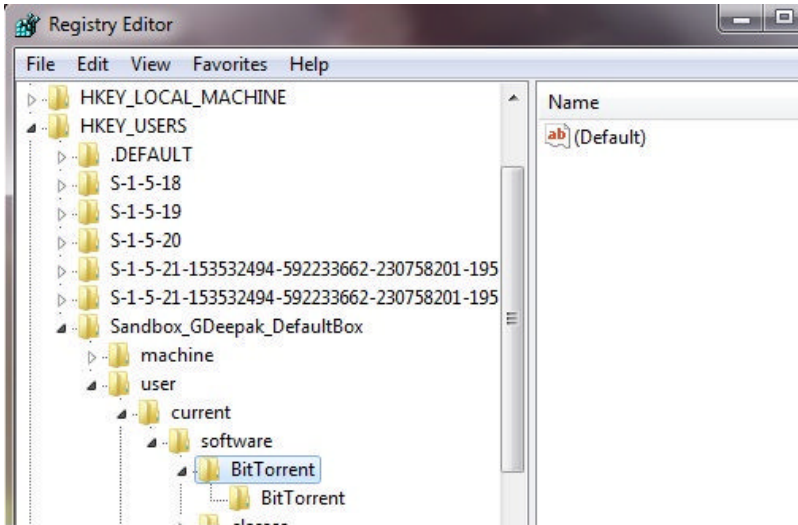 Registry Editor
File Edit View Favorites Help
HKEY_LOCAL_MACHINE
HKEY_USERS
.DEFAULT
S-1-5-18
S-1-5-19
S-1-5-20
S-1-5-21-153532494-592233662-230758201-195
S-1-5-21-153532494-592233662-230758201-195
Sandbox_GDeepak_DefaultBox
machine
user
current
software
BitTorrent
BitTorrent
Name
ab (Default)